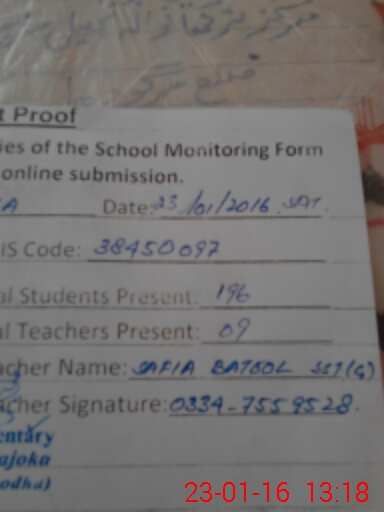 مرکز
ضلع
t Proof
ies of the School Monitoring Form
online submission.
A Date: 23/01/2016 SAT.
IS Code: 38450097
al Students Present: 196
al Teachers Present: 09
acher Name: SAFIA BATOOL SST(G)
acher Signature: 0334-7559528.
entary
ajoka
odha)
23-01-16 13:18